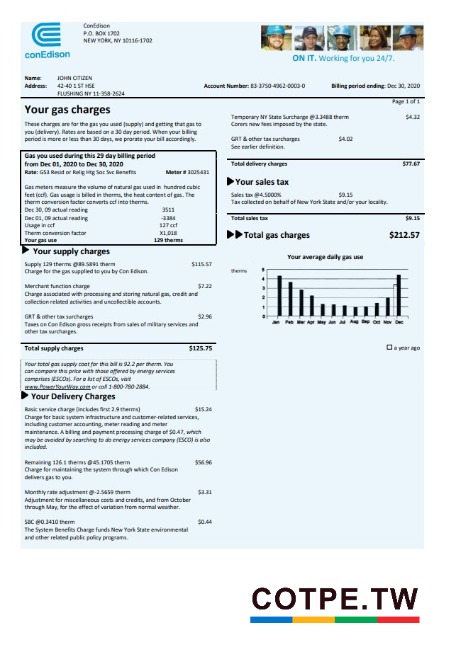 conEdison
ConEdison
P.O. BOX 1702
NEW YORK, NY 10116-1702
ON IT. Working for you 24/7.
Name: JOHN CITIZEN
Address: 42-40 1 ST HSE
FLUSHING NY 11-358-2624
Account Number: 83-3750-4962-0003-0
Billing period ending: Dec 30, 2020
Page 1 of 1
Your gas charges
These charges are for the gas you used (supply) and getting that gas to
you (delivery). Rates are based on a 30 day period. When your billing
period is more or less than 30 days, we prorate your bill accordingly.
Gas you used during this 29 day billing period
from Dec 01, 2020 to Dec 30, 2020
Rate: GS3 Resid or Relig Htg Soc Svc Benefits Meter # 3025431
Gas meters measure the volume of natural gas used in hundred cubic
feet (ccf). Gas usage is billed in therms, the heat content of gas. The
therm conversion factor converts ccf into therms.
Dec 30, 09 actual reading 3511
Dec 01, 09 actual reading -3384
Usage in ccf 127 ccf
Therm conversion factor X1,018
Your gas use 129 therms
Your supply charges
Supply 129 therms @89.5891 therm $115.57
Charge for the gas supplied to you by Con Edison.
Merchant function charge $7.22
Charge associated with processing and storing natural gas, credit and
collection related activities and uncollectible accounts.
GRT & other tax surcharges $2.96
Taxes on Con Edison gross receipts from sales of military services and
other tax surcharges.
Total supply charges $125.75
Your total gas supply cost for this bill is 92.2 per therm. You
can compare this price with those offered by energy services
comprises (ESCOs). For a list of ESCOs, visit
www.PowerYourWay.com or call 1-800-780-2884.
Your Delivery Charges
Basic service charge (includes first 2.9 therms) $15.34
Charge for basic system infrastructure and customer-related services,
including customer accounting, meter reading and meter
maintenance. A billing and payment processing charge of $0.47, which
may be avoided by searching to do energy services company (ESCO) is also
included.
Remaining 126.1 therms @45.1705 therm $56.96
Charge for maintaining the system through which Con Edison
delivers gas to you.
Monthly rate adjustment @-2.5659 therm $3.31
Adjustment for miscellaneous costs and credits, and from October
through May, for the effect of variation from normal weather.
SBC @0.3410 therm $0.44
The System Benefits Charge funds New York State environmental
and other related public policy programs.
Temporary NY State Surcharge @3.3488 therm $4.32
Corers new fees imposed by the state.
GRT & other tax surcharges $4.02
See earlier definition.
Total delivery charges $77.67
Your sales tax
Sales tax @4.5000% $9.15
Tax collected on behalf of New York State and/or your locality.
Total sales tax $9.15
Total gas charges $212.57
Your average daily gas use
therms
5
4
3
2
1
0
Jan Feb Mar Apr May Jun Jul Aug Sep Oct Nov Dec
a year ago
COTPE.TW